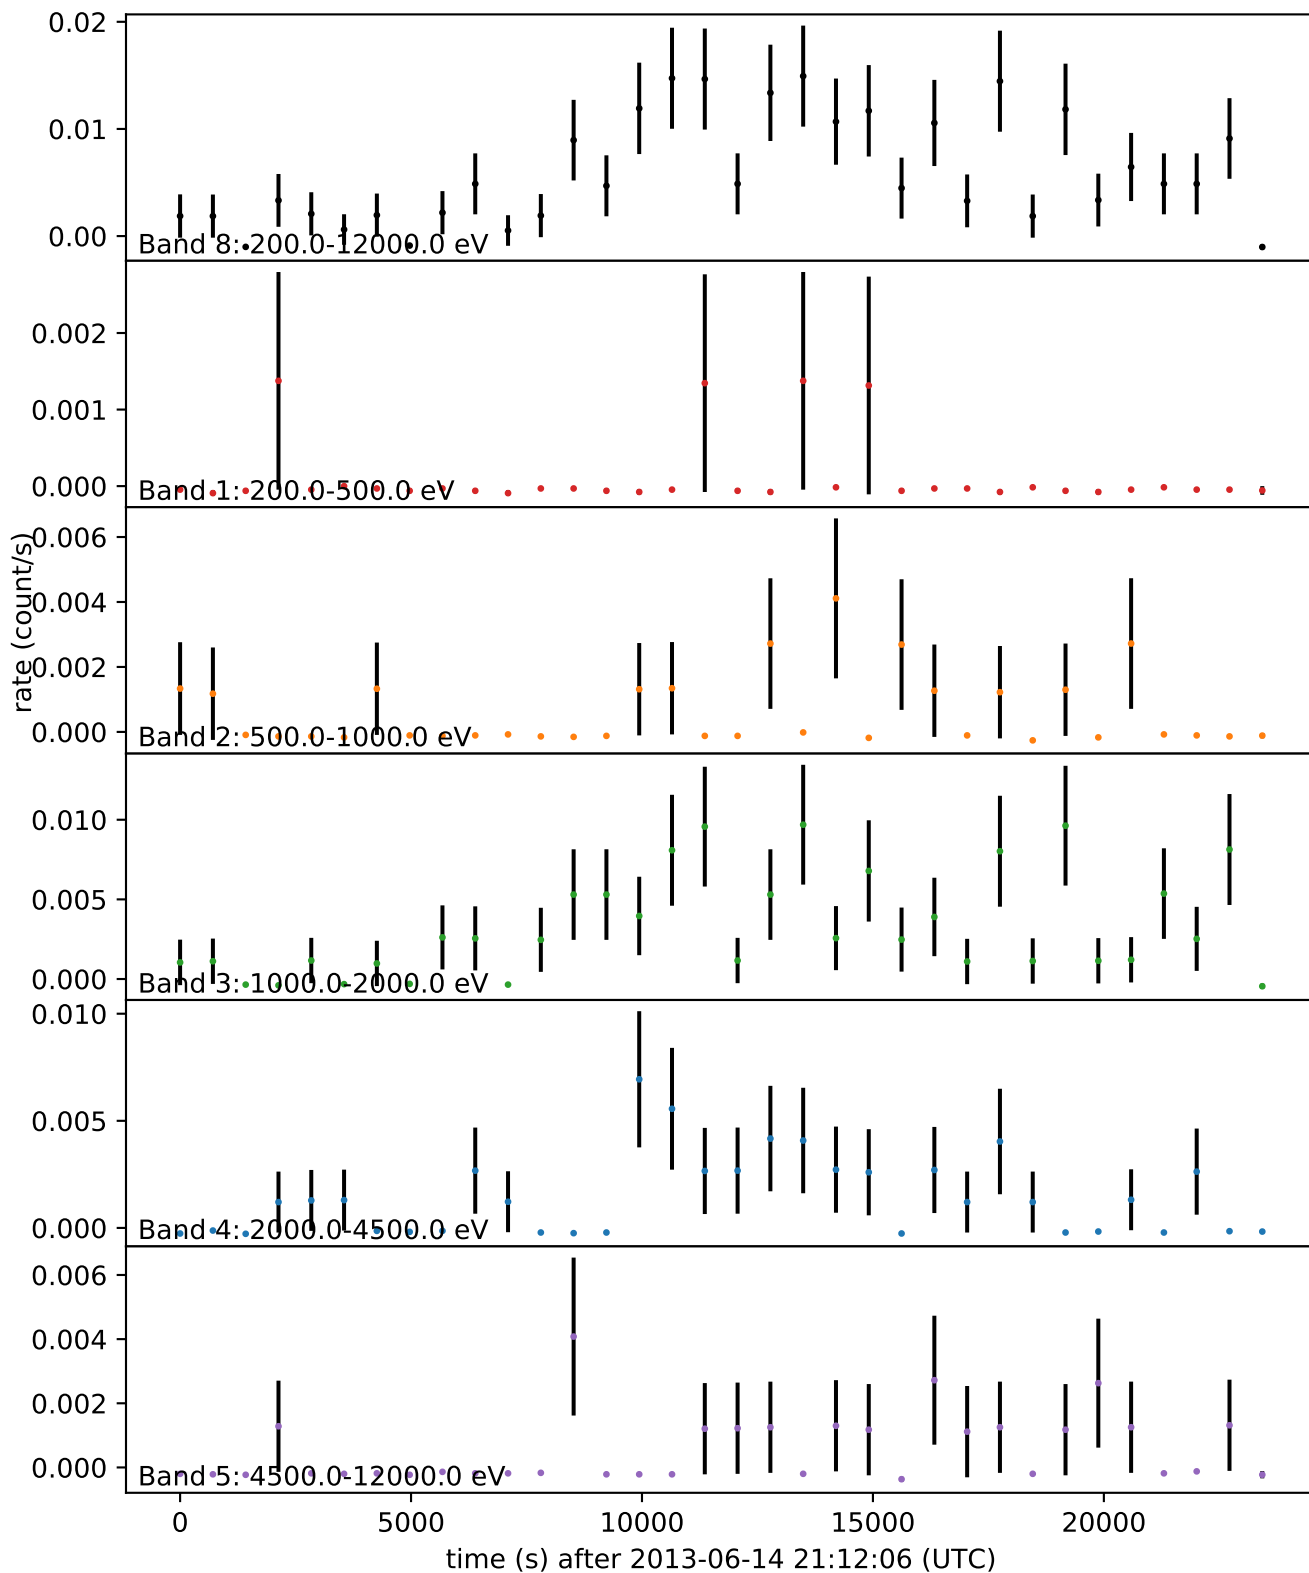 0.02
0.01
0.00
Band 8: 200.0-12000.0 eV
0.002
0.001
0.000
Band 1: 200.0-500.0 eV
rate (count/s)
0.006
0.004
0.002
0.000
Band 2: 500.0-1000.0 eV
0.010
0.005
0.000
Band 3: 1000.0-2000.0 eV
0.010
0.005
0.000
Band 4: 2000.0-4500.0 eV
0.006
0.004
0.002
0.000
Band 5: 4500.0-12000.0 eV
0 5000 10000 15000 20000
time (s) after 2013-06-14 21:12:06 (UTC)